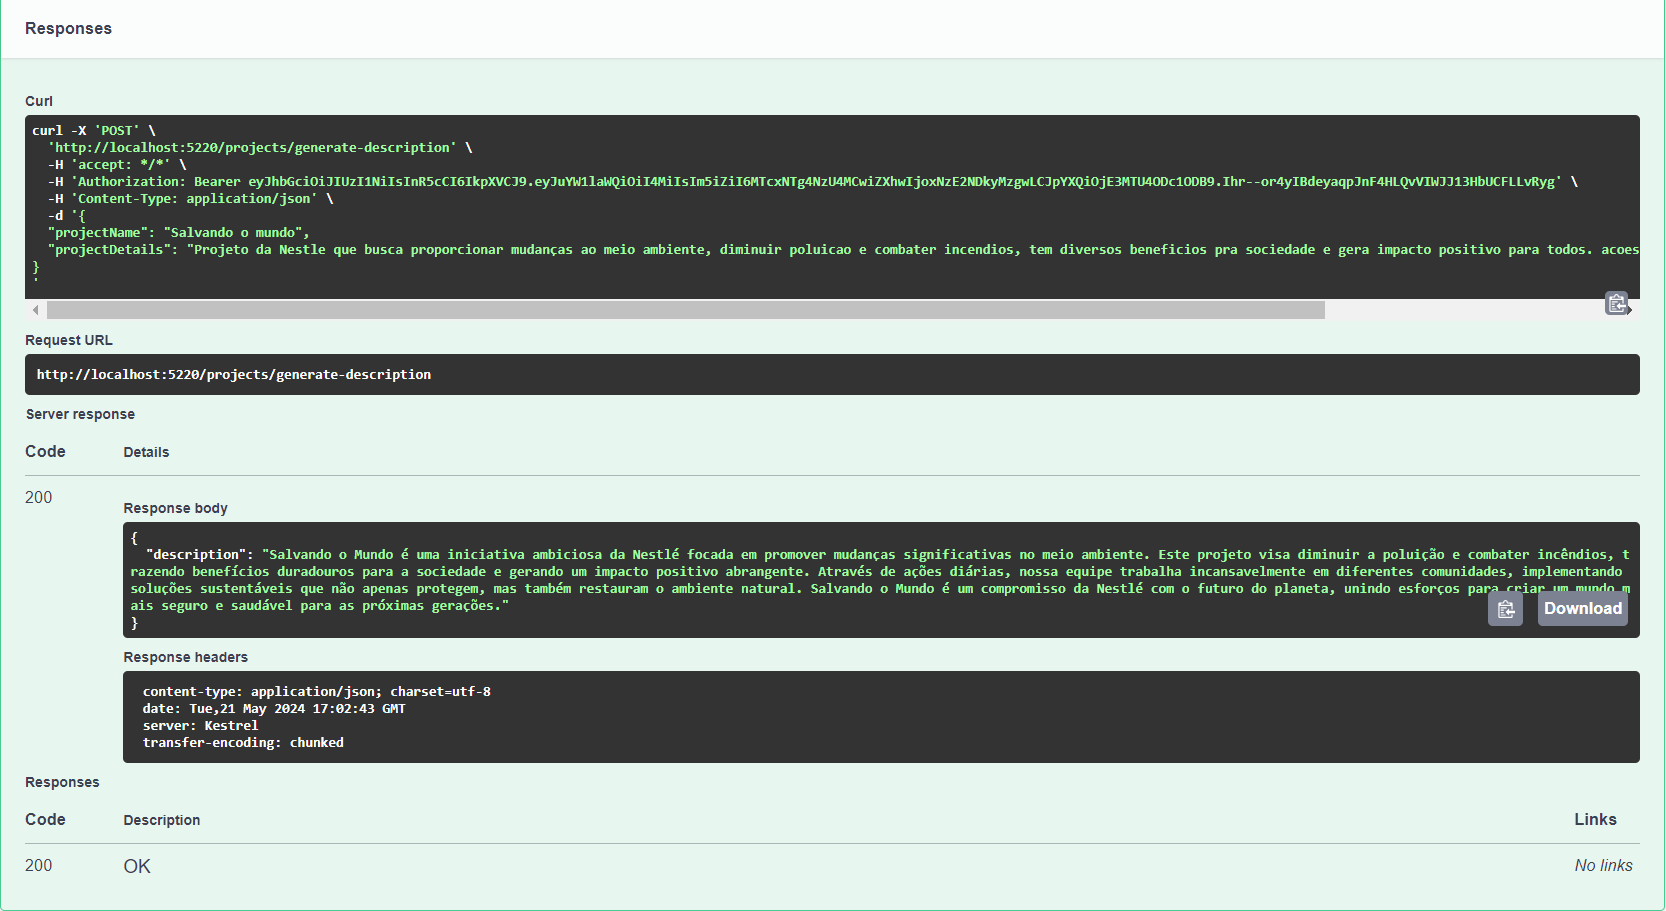 Responses
Curl
curl -X 'POST' \
'http://localhost:5220/projects/generate-description' \
-H 'accept: */*' \
-H 'Authorization: Bearer eyJhbGciOiJIUzI1NiIsInR5cCI6IkpXVCJ9.eyJuYW1laWQiOiI4MiIsIm5iZiI6MTcxNTg4NzU4MCwiZXhwIjoxNzE2NDkyMzgwLCJpYXQiOjE3MTU4ODc1ODB9.Ihr--or4yIBdeyaqpJnF4HLQvVIWJJ13HbUCFLLvRyg' \
-H 'Content-Type: application/json' \
-d '{
"projectName": "Salvando o mundo",
"projectDetails": "Projeto da Nestle que busca proporcionar mudanças ao meio ambiente, diminuir poluicao e combater incendios, tem diversos beneficios pra sociedade e gera impacto positivo para todos. acoes
}
'
Request URL
http://localhost:5220/projects/generate-description
Server response
Code Details
200
Response body
{
"description": "Salvando o Mundo é uma iniciativa ambiciosa da Nestlé focada em promover mudanças significativas no meio ambiente. Este projeto visa diminuir a poluição e combater incêndios, t
razendo benefícios duradouros para a sociedade e gerando um impacto positivo abrangente. Através de ações diárias, nossa equipe trabalha incansavelmente em diferentes comunidades, implementando
soluções sustentáveis que não apenas protegem, mas também restauram o ambiente natural. Salvando o Mundo é um compromisso da Nestlé com o futuro do planeta, unindo esforços para criar um mundo m
ais seguro e saudável para as próximas gerações."
}
Download
Response headers
content-type: application/json; charset=utf-8
date: Tue,21 May 2024 17:02:43 GMT
server: Kestrel
transfer-encoding: chunked
Responses
Code Description Links
200 OK No links